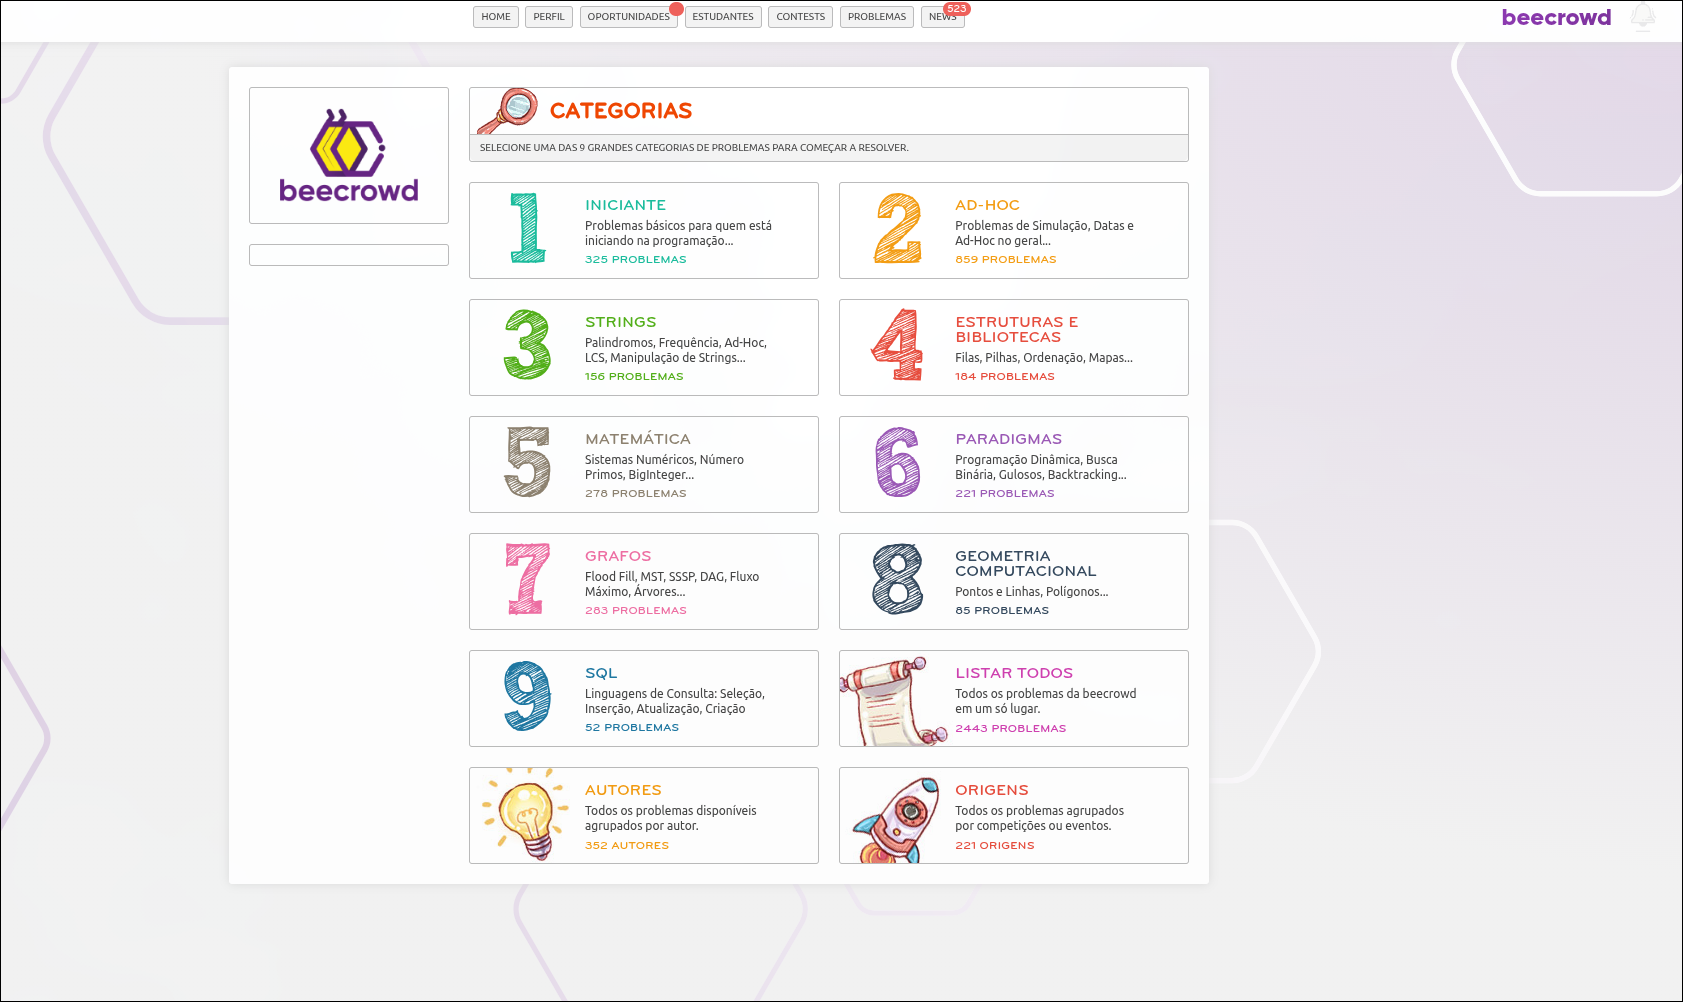 HOME PERFIL OPORTUNIDADES ESTUDANTES CONTESTS PROBLEMAS NEWS 523
beecrowd
beecrowd
CATEGORIAS
SELECIONE UMA DAS 9 GRANDES CATEGORIAS DE PROBLEMAS PARA COMEÇAR A RESOLVER.
1
INICIANTE
Problemas básicos para quem está
iniciando na programação...
325 PROBLEMAS
2
AD-HOC
Problemas de Simulação, Datas e
Ad-Hoc no geral...
859 PROBLEMAS
3
STRINGS
Palindromos, Frequência, Ad-Hoc,
LCS, Manipulação de Strings...
156 PROBLEMAS
4
ESTRUTURAS E
BIBLIOTECAS
Filas, Pilhas, Ordenação, Mapas...
184 PROBLEMAS
5
MATEMÁTICA
Sistemas Numéricos, Número
Primos, BigInteger...
278 PROBLEMAS
6
PARADIGMAS
Programação Dinâmica, Busca
Binária, Gulosos, Backtracking...
221 PROBLEMAS
7
GRAFOS
Flood Fill, MST, SSSP, DAG, Fluxo
Máximo, Árvores...
283 PROBLEMAS
8
GEOMETRIA
COMPUTACIONAL
Pontos e Linhas, Polígonos...
85 PROBLEMAS
9
SQL
Linguagens de Consulta: Seleção,
Inserção, Atualização, Criação
52 PROBLEMAS
LISTAR TODOS
Todos os problemas da beecrowd
em um só lugar.
2443 PROBLEMAS
AUTORES
Todos os problemas disponíveis
agrupados por autor.
352 AUTORES
ORIGENS
Todos os problemas agrupados
por competições ou eventos.
221 ORIGENS